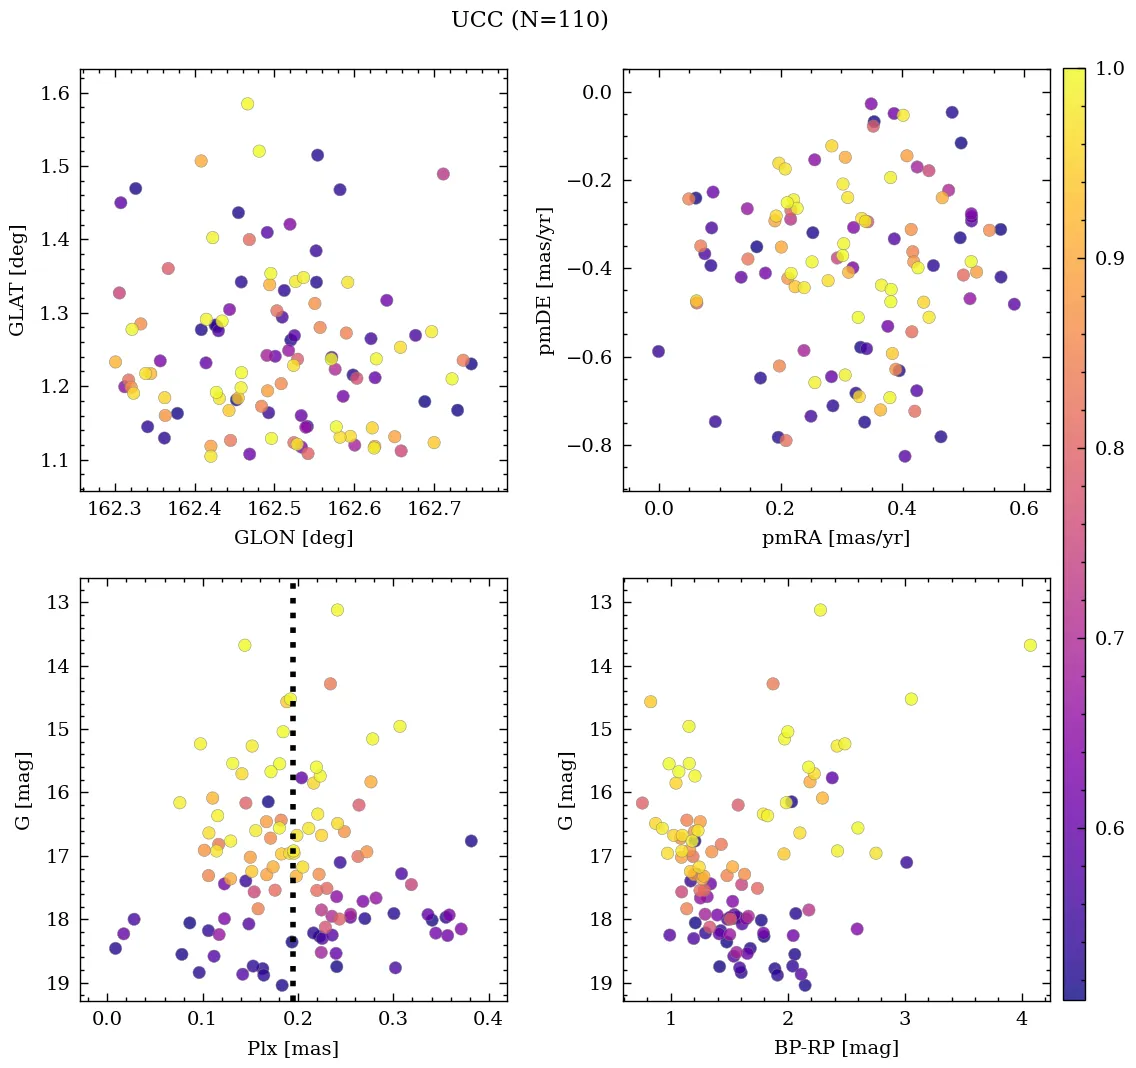 UCC (N=110)
1.6
1.5
1.4
1.3
1.2
1.1
GLAT [deg]
162.3 162.4 162.5 162.6 162.7
GLON [deg]
0.0
−0.2
−0.4
−0.6
−0.8
pmDE [mas/yr]
0.0 0.2 0.4 0.6
pmRA [mas/yr]
1.0
0.9
0.8
0.7
0.6
13
14
15
16
17
18
19
G [mag]
0.0 0.1 0.2 0.3 0.4
Plx [mas]
13
14
15
16
17
18
19
G [mag]
1 2 3 4
BP-RP [mag]